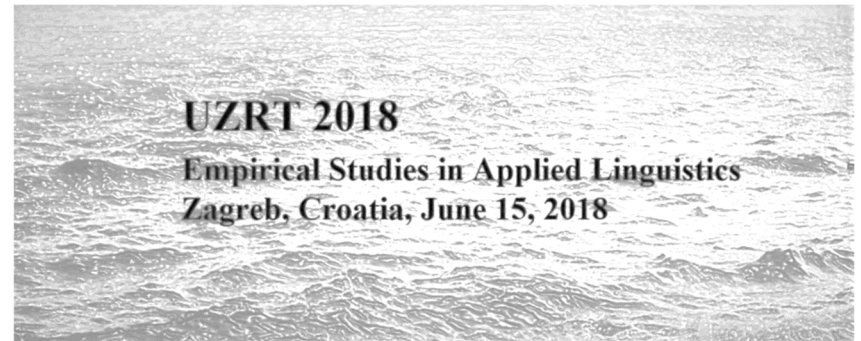 UZRT 2018
Empirical Studies in Applied Linguistics
Zagreb, Croatia, June 15, 2018